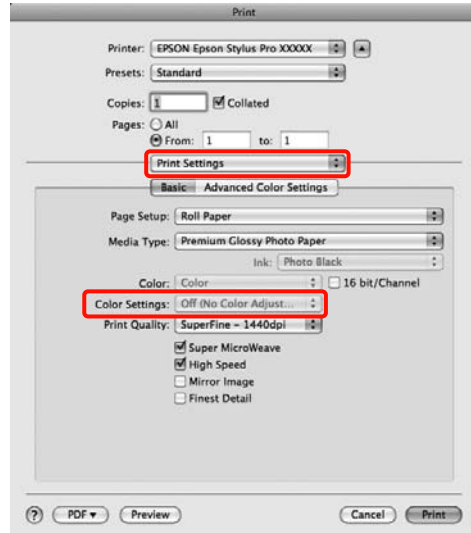 Print
Printer: EPSON Epson Stylus Pro XXXXX
Presets: Standard
Copies: 1 Collated
Pages: All
From: 1 to: 1
Print Settings
Basic Advanced Color Settings
Page Setup: Roll Paper
Media Type: Premium Glossy Photo Paper
Ink: Photo Black
Color: Color 16 bit/Channel
Color Settings: Off (No Color Adjust...
Print Quality: SuperFine – 1440dpi
Super MicroWeave
High Speed
Mirror Image
Finest Detail
? PDF Preview Cancel Print